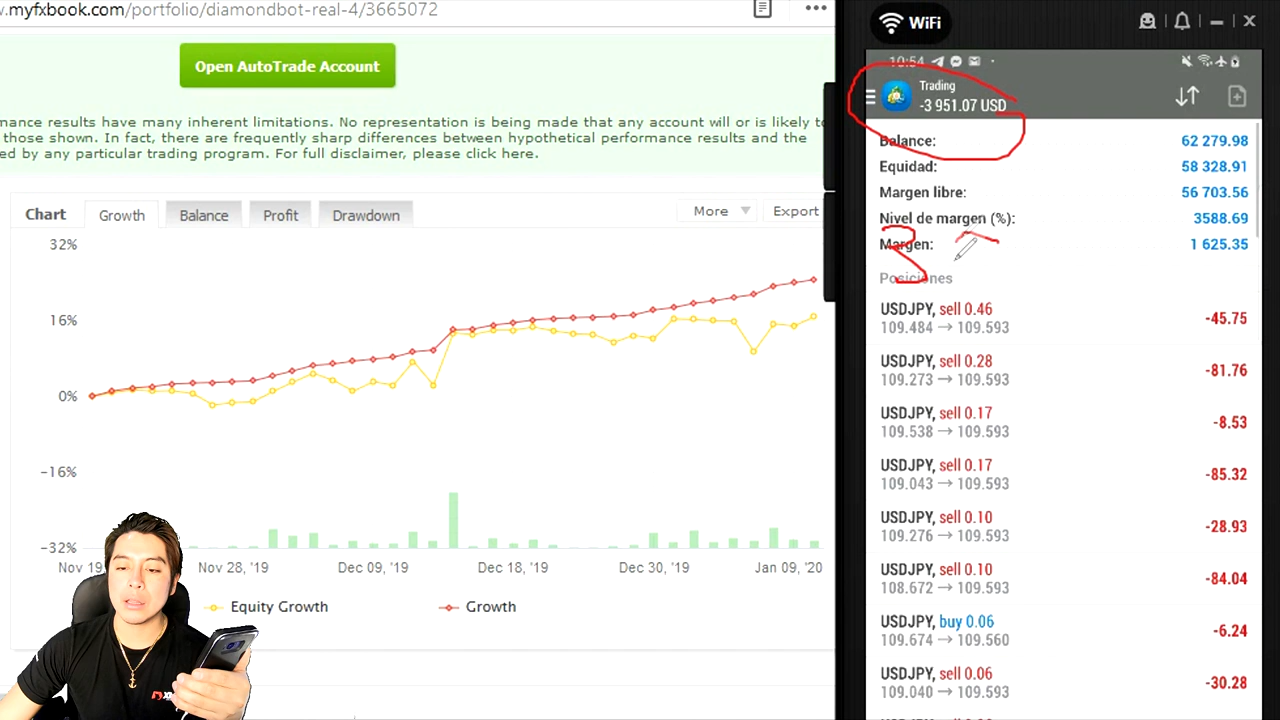 w.myfxbook.com/portfolio/diamondbot-real-4/3665072
Open AutoTrade Account
mance results have many inherent limitations. No representation is being made that any account will or is likely to
those shown. In fact, there are frequently sharp differences between hypothetical performance results and the
ed by any particular trading program. For full disclaimer, please click here.
Chart
Growth
Balance
Profit
Drawdown
More
Export
32%
16%
0%
−16%
−32%
Nov 19
Nov 28, '19
Dec 09, '19
Dec 18, '19
Dec 30, '19
Jan 09, '20
Equity Growth
Growth
WiFi
10:54
Trading
-3 951.07 USD
Balance: 62 279.98
Equidad: 58 328.91
Margen libre: 56 703.56
Nivel de margen (%): 3588.69
Margen: 1 625.35
3
Posiciones
USDJPY, sell 0.46
109.484 → 109.593
-45.75
USDJPY, sell 0.28
109.273 → 109.593
-81.76
USDJPY, sell 0.17
109.538 → 109.593
-8.53
USDJPY, sell 0.17
109.043 → 109.593
-85.32
USDJPY, sell 0.10
109.276 → 109.593
-28.93
USDJPY, sell 0.10
108.672 → 109.593
-84.04
USDJPY, buy 0.06
109.674 → 109.560
-6.24
USDJPY, sell 0.06
109.040 → 109.593
-30.28